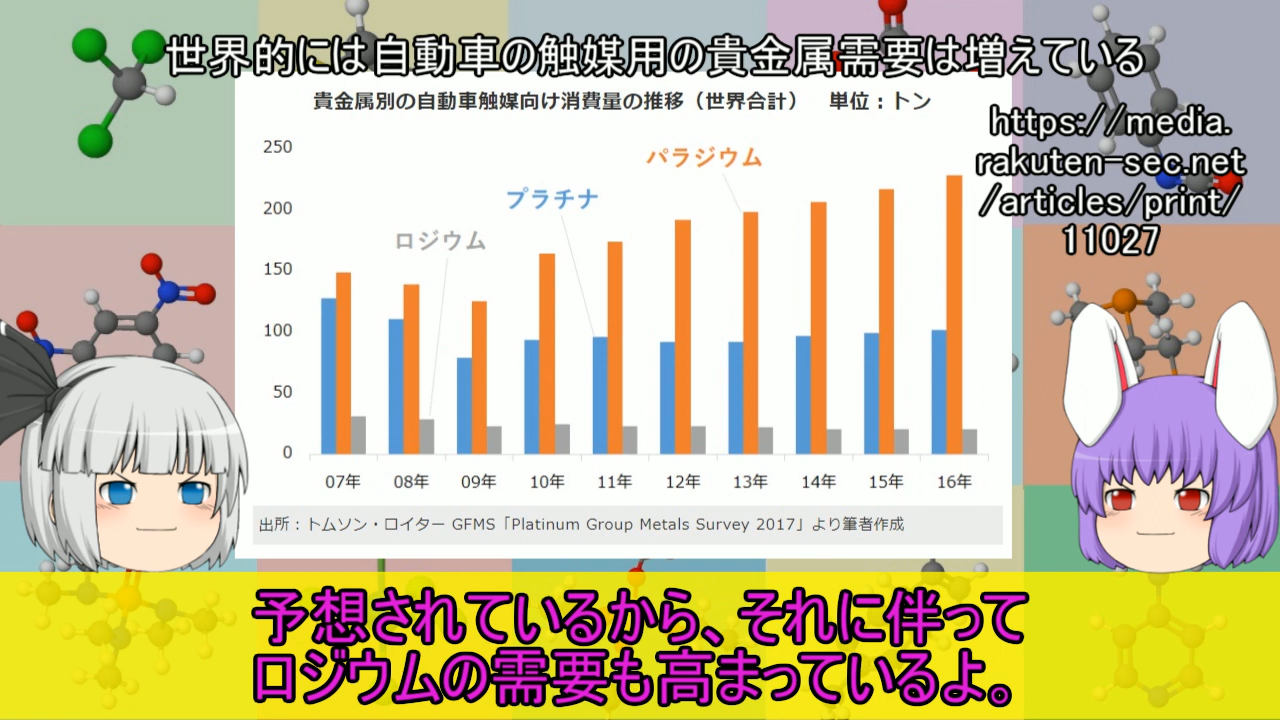 世界的には自動車の触媒用の貴金属需要は増えている
貴金属別の自動車触媒向け消費量の推移（世界合計）　単位：トン
https://media.
rakuten-sec.net
/articles/print/
11027
250
200
150
100
50
0
パラジウム
プラチナ
ロジウム
07年 08年 09年 10年 11年 12年 13年 14年 15年 16年
出所：トムソン・ロイター GFMS「Platinum Group Metals Survey 2017」より筆者作成
予想されているから、それに伴って
ロジウムの需要も高まっているよ。